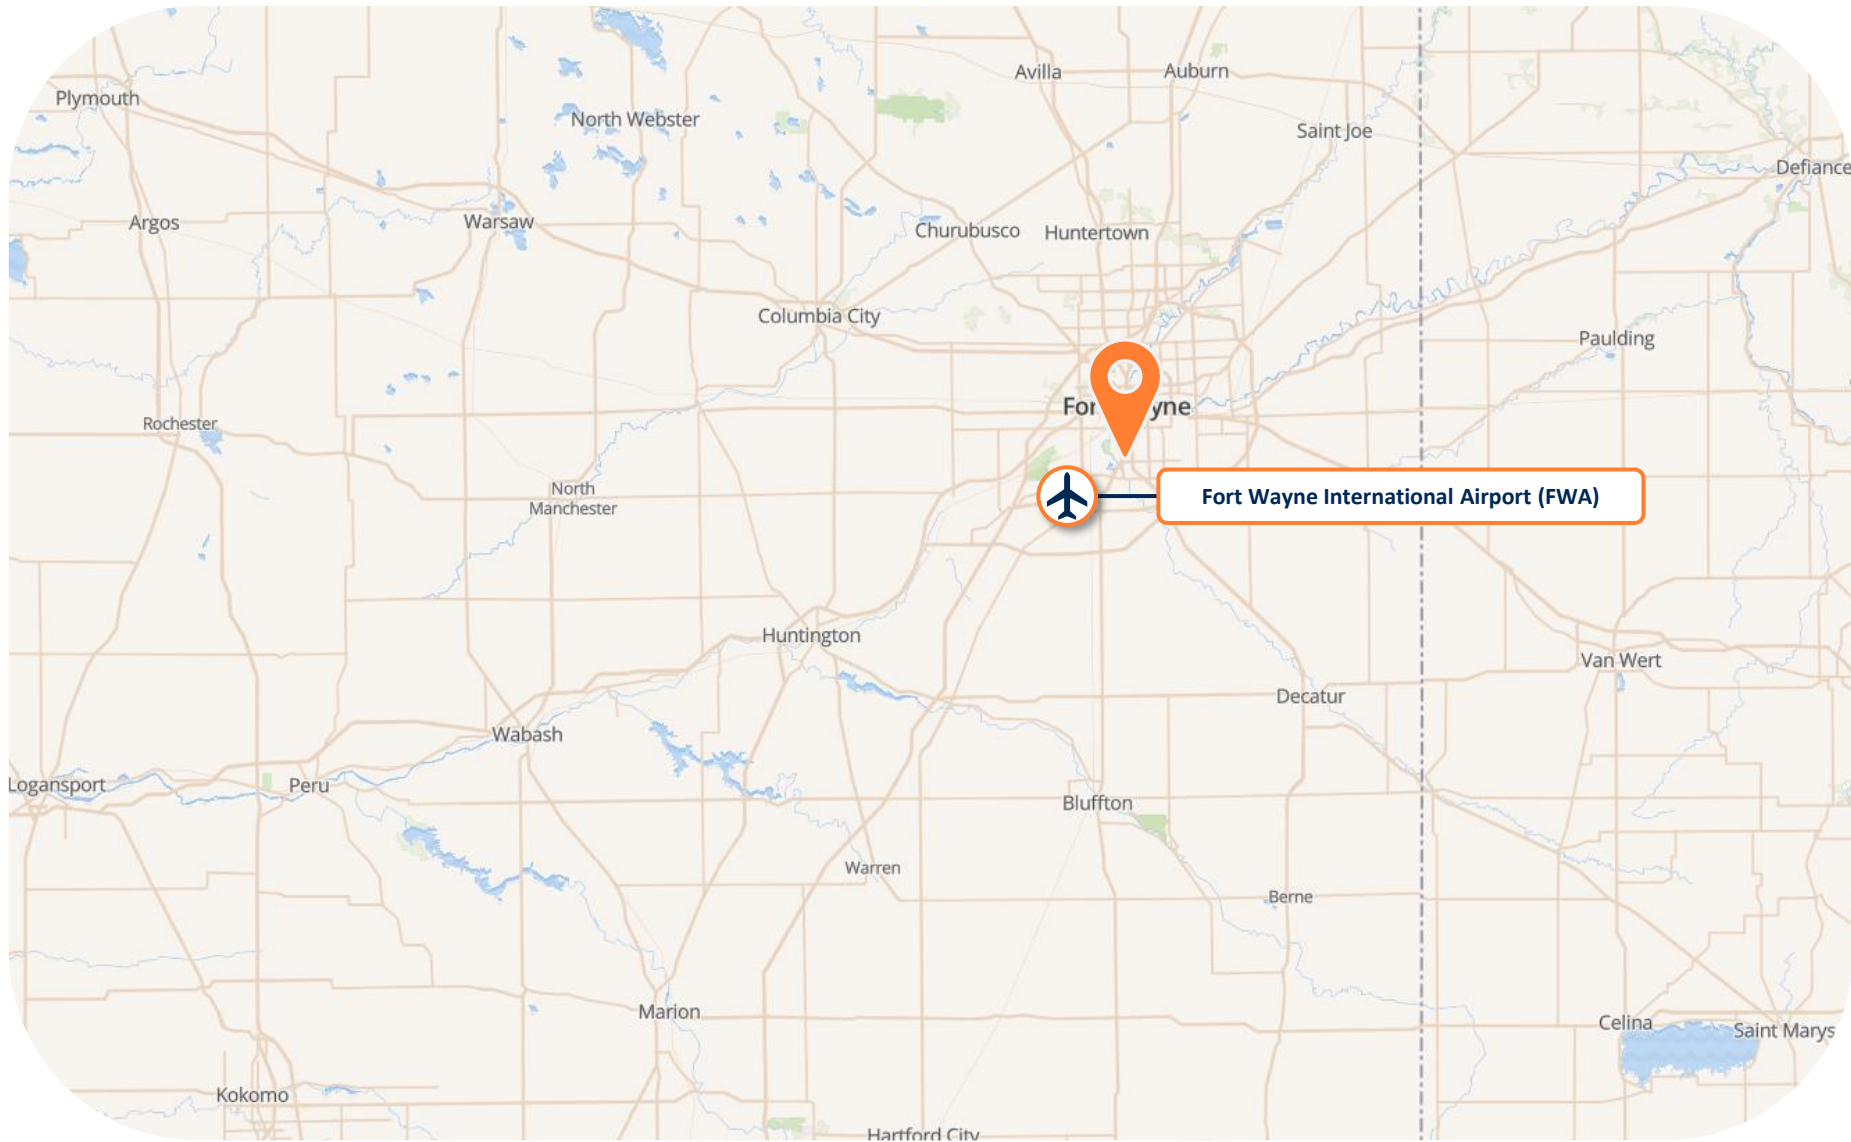 Avilla
Auburn
Plymouth
North Webster
Saint Joe
Defiance
Argos
Warsaw
Churubusco
Huntertown
Columbia City
Paulding
Rochester
For yne
North
Manchester
Fort Wayne International Airport (FWA)
Huntington
Van Wert
Decatur
Wabash
Logansport
Peru
Bluffton
Warren
Berne
Marion
Celina
Saint Marys
Kokomo
Hartford City